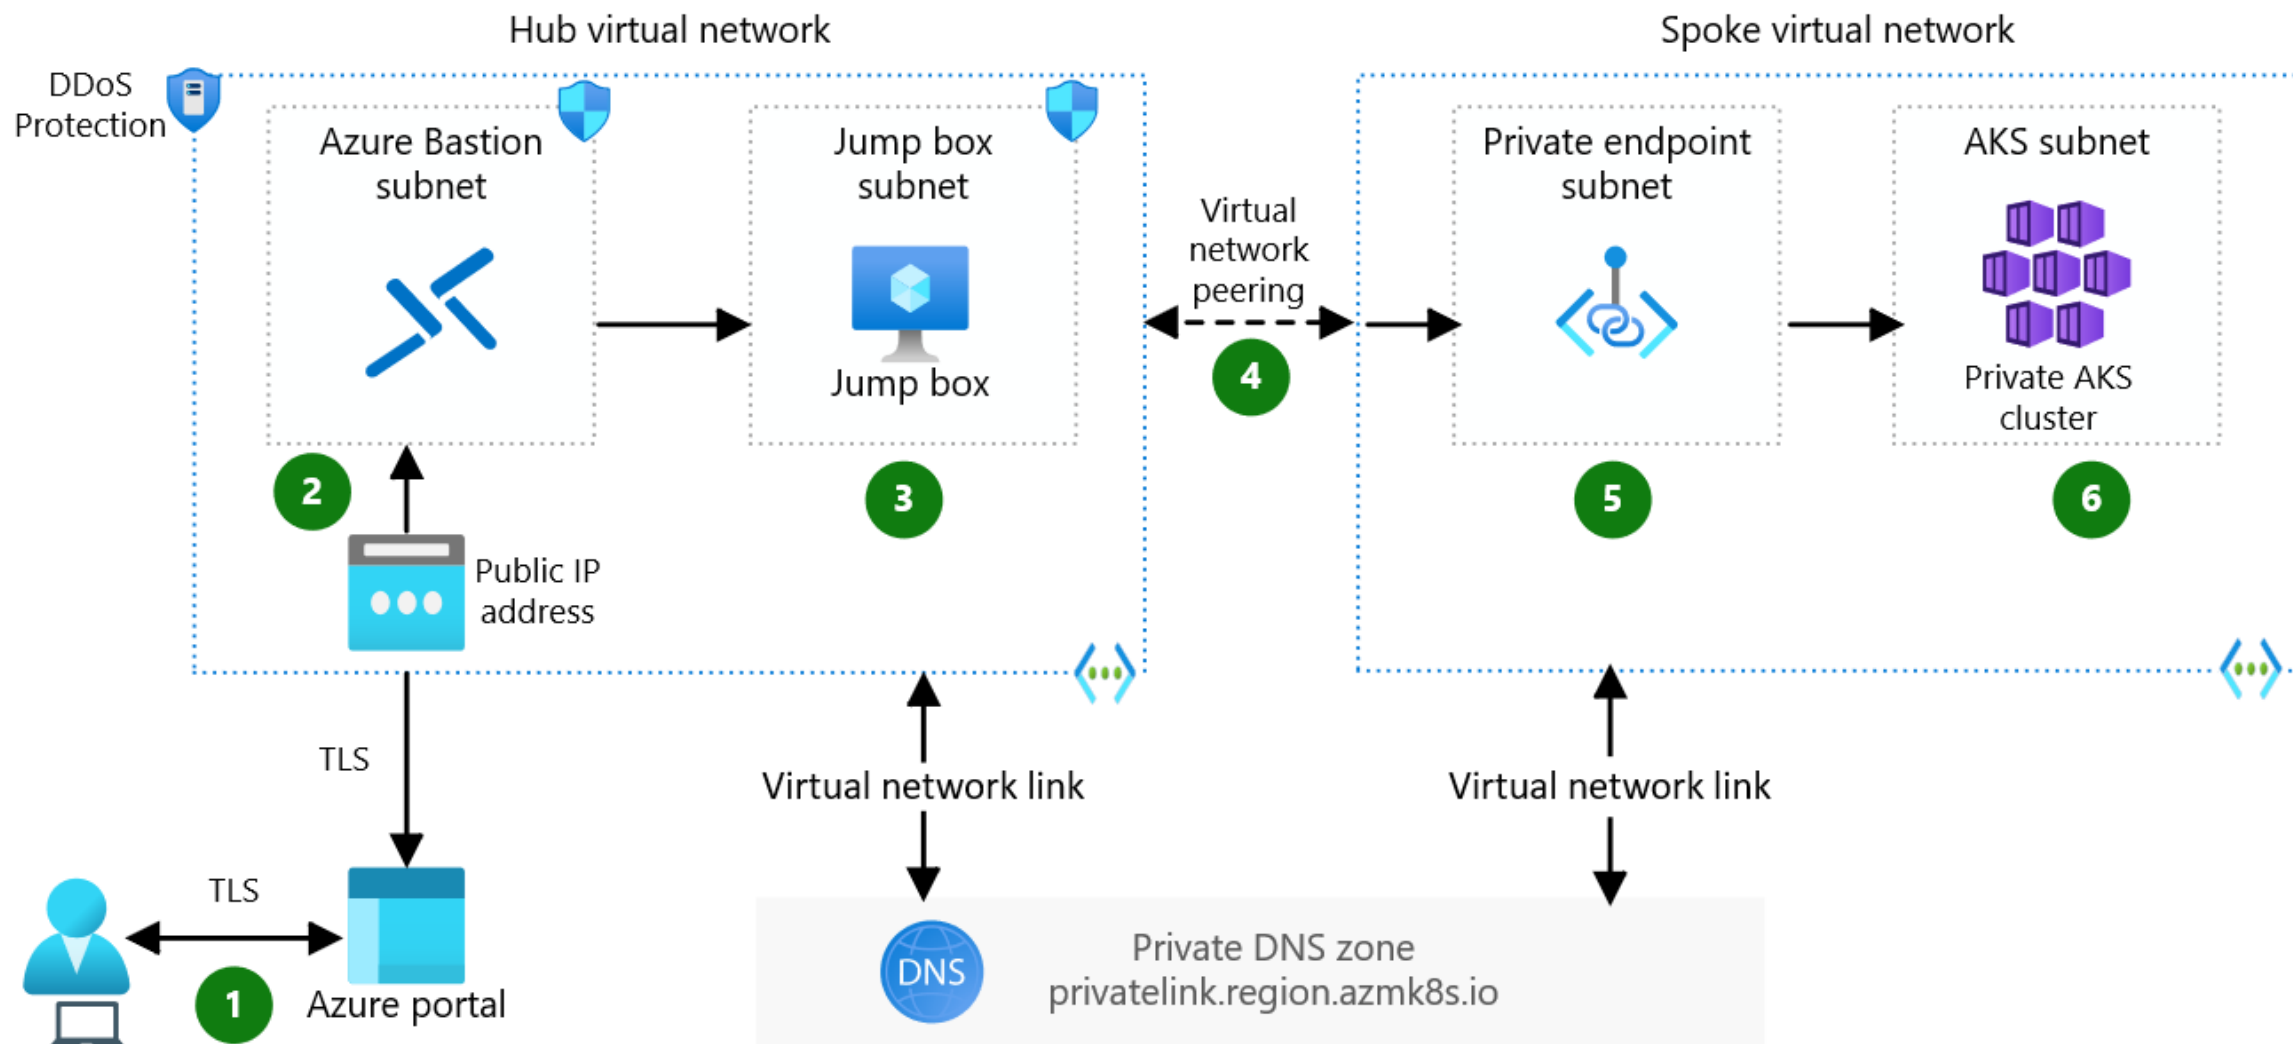 Hub virtual network
Spoke virtual network
DDoS
Protection
Azure Bastion
subnet
Jump box
subnet
Jump box
Virtual
network
peering
4
Private endpoint
subnet
AKS subnet
Private AKS
cluster
2
3
5
6
Public IP
address
TLS
Virtual network link
Virtual network link
TLS
1
Azure portal
DNS
Private DNS zone
privatelink.region.azmk8s.io